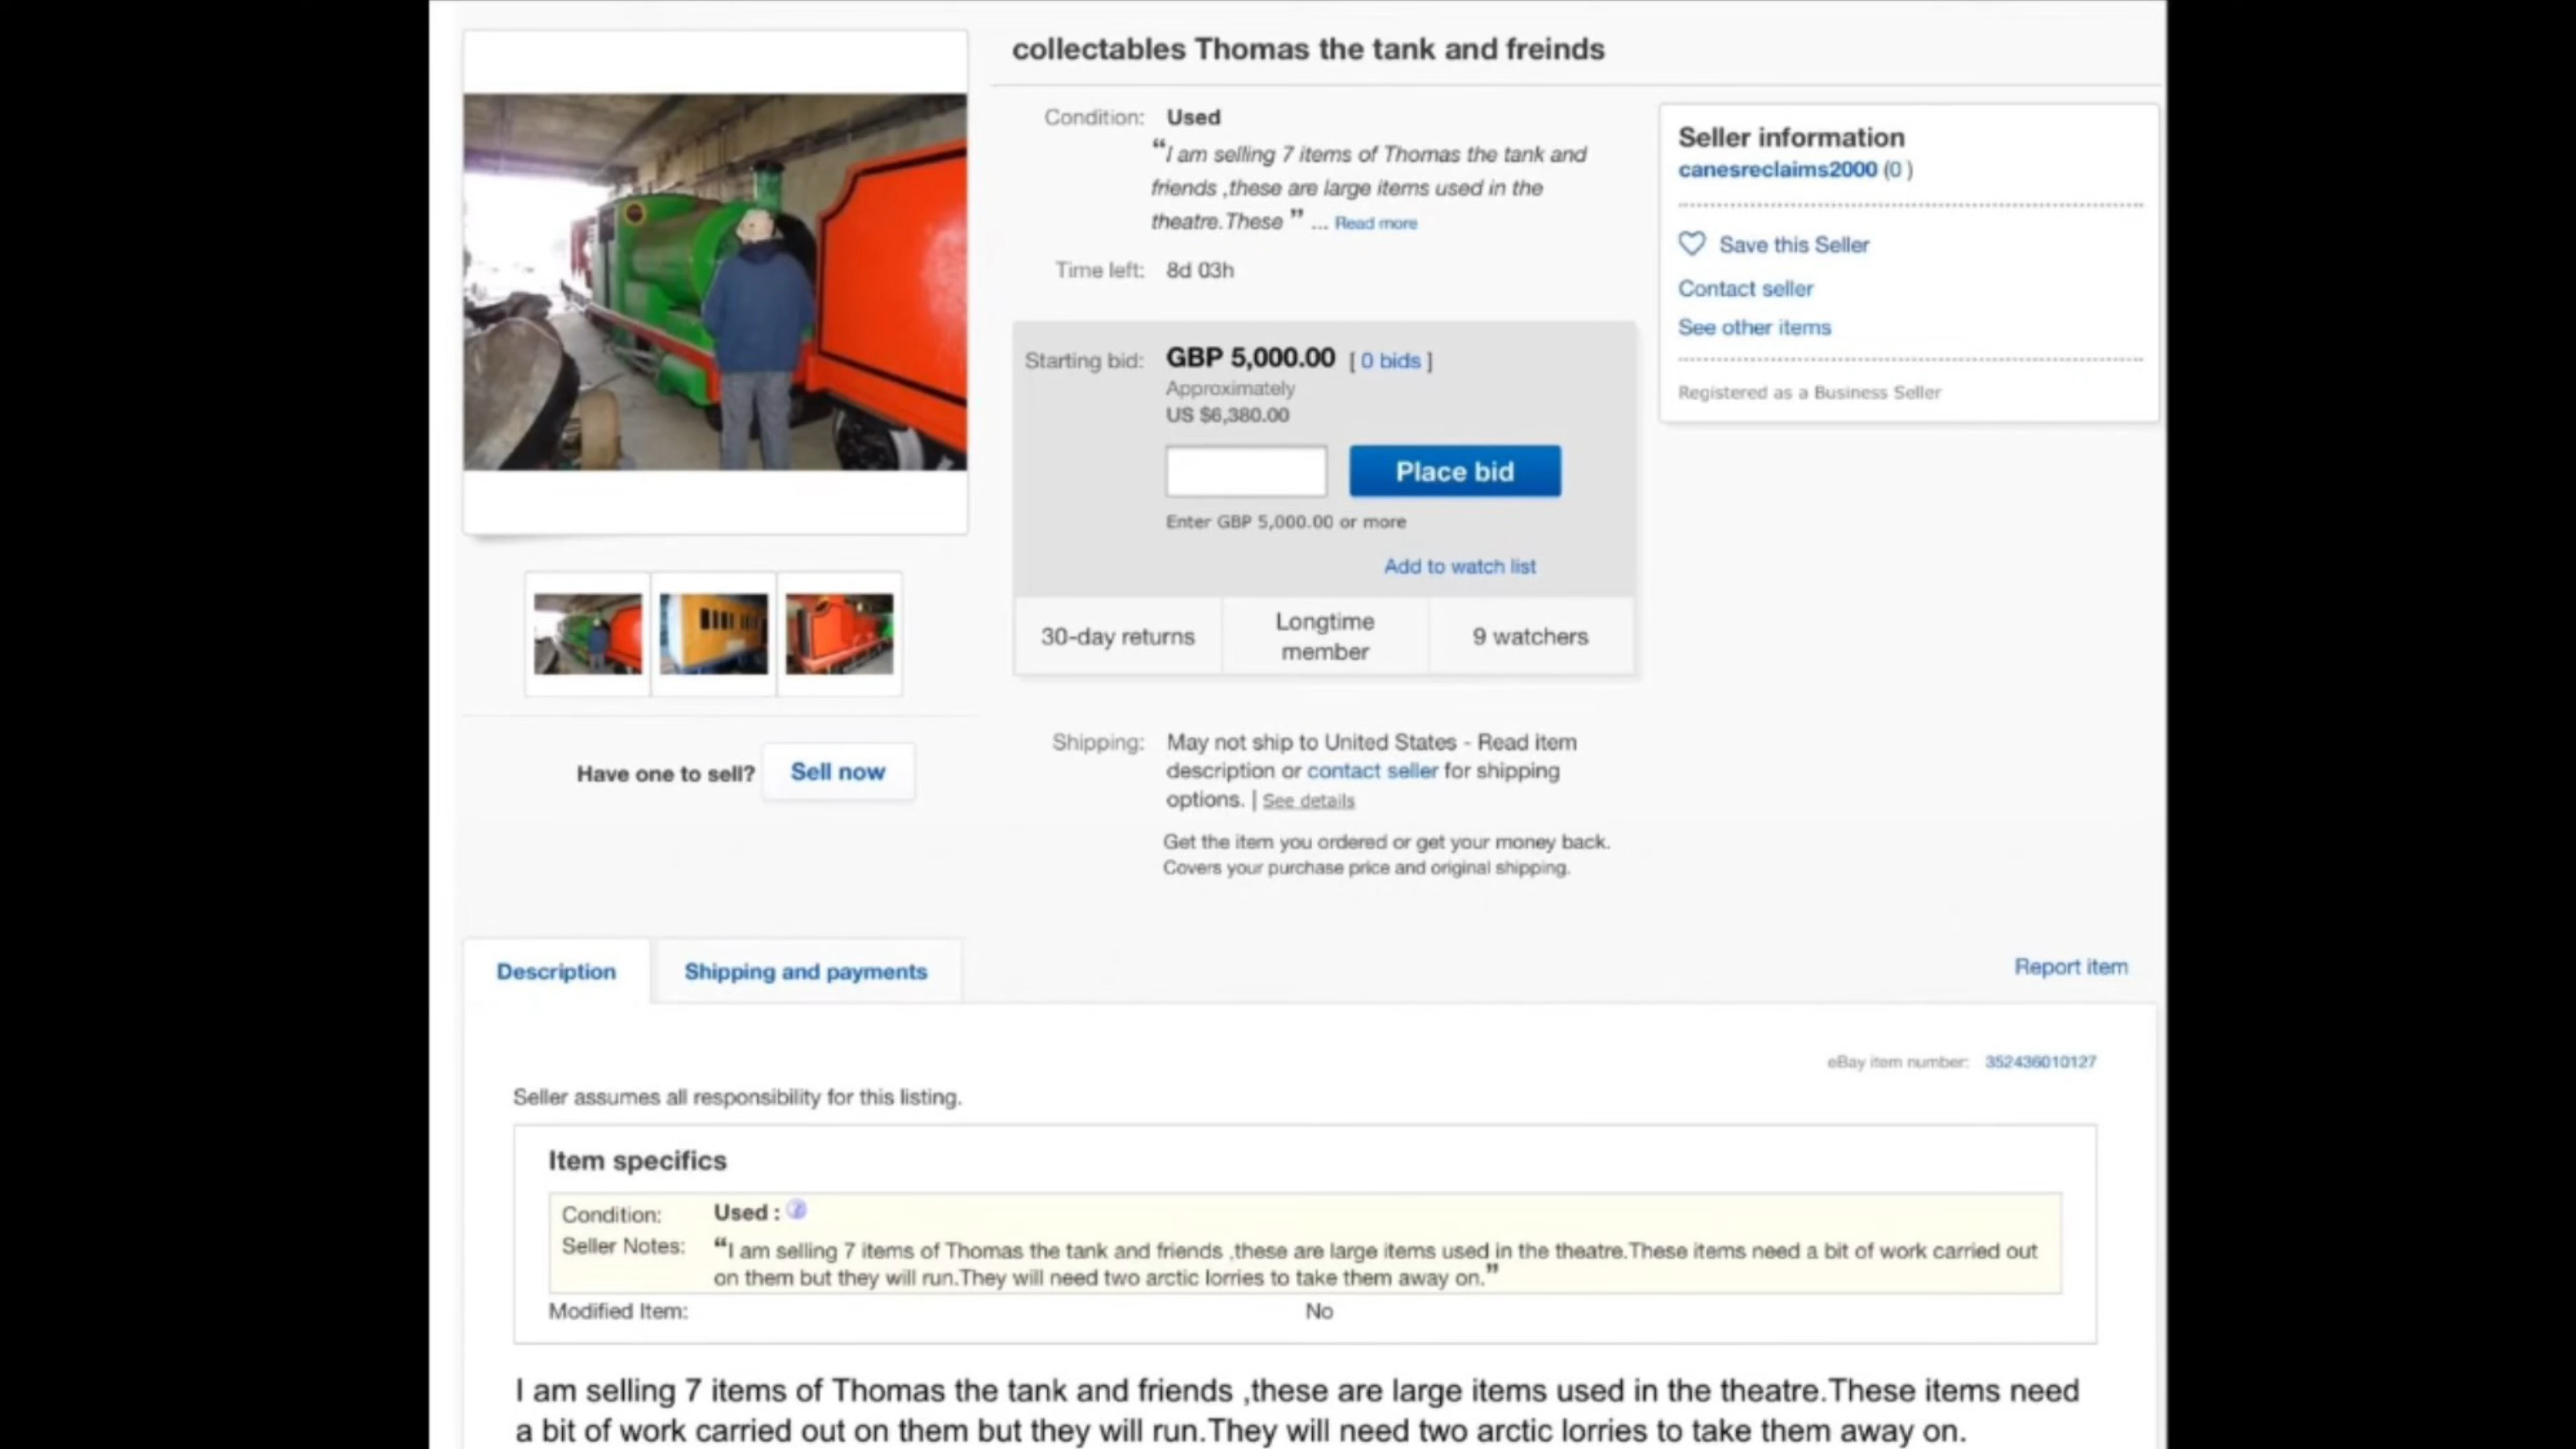 collectables Thomas the tank and freinds
Condition: Used
“I am selling 7 items of Thomas the tank and
friends ,these are large items used in the
theatre.These ” ... Read more
Time left: 8d 03h
Starting bid: GBP 5,000.00 [ 0 bids ]
Approximately
US $6,380.00
Place bid
Enter GBP 5,000.00 or more
Add to watch list
30-day returns
Longtime
member
9 watchers
Shipping: May not ship to United States - Read item
description or contact seller for shipping
options. | See details
Get the item you ordered or get your money back.
Covers your purchase price and original shipping.
Seller information
canesreclaims2000 (0 )
Save this Seller
Contact seller
See other items
Registered as a Business Seller
Have one to sell? Sell now
Description
Shipping and payments
Report item
eBay item number: 352436010127
Seller assumes all responsibility for this listing.
Item specifics
Condition: Used :
Seller Notes: “I am selling 7 items of Thomas the tank and friends ,these are large items used in the theatre.These items need a bit of work carried out
on them but they will run.They will need two arctic lorries to take them away on.”
Modified Item: No
I am selling 7 items of Thomas the tank and friends ,these are large items used in the theatre.These items need
a bit of work carried out on them but they will run.They will need two arctic lorries to take them away on.